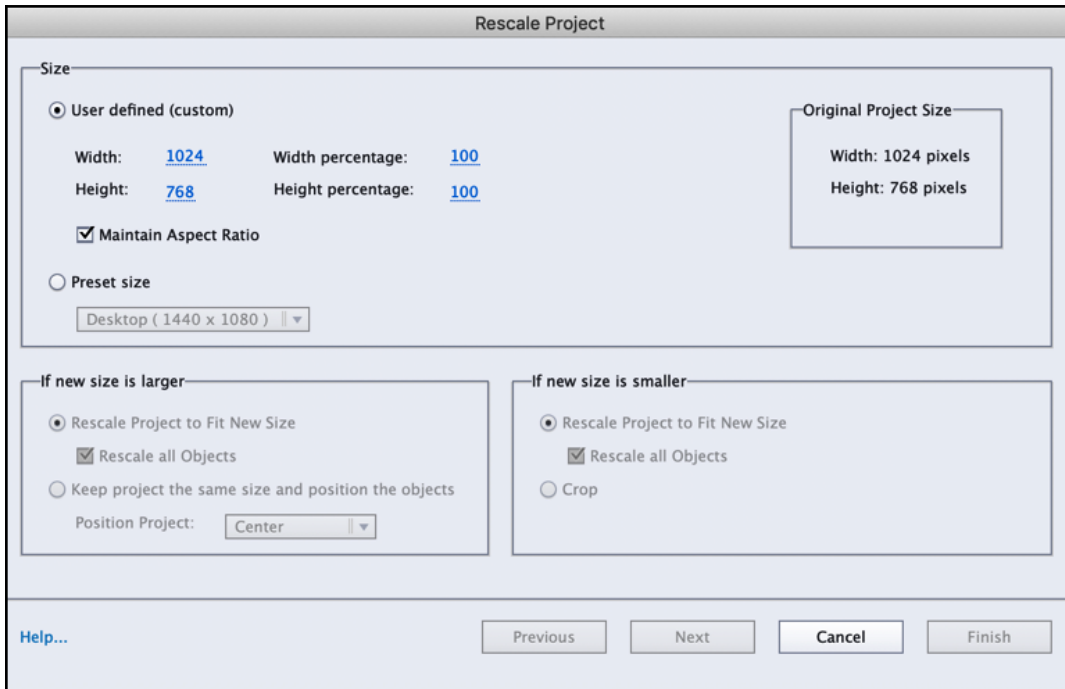 Rescale Project
Size
User defined (custom)
Original Project Size
Width: 1024 Width percentage: 100
Width: 1024 pixels
Height: 768 Height percentage: 100
Height: 768 pixels
Maintain Aspect Ratio
Preset size
Desktop ( 1440 x 1080 )
If new size is larger
Rescale Project to Fit New Size
Rescale all Objects
Keep project the same size and position the objects
Position Project: Center
If new size is smaller
Rescale Project to Fit New Size
Rescale all Objects
Crop
Help... Previous Next Cancel Finish